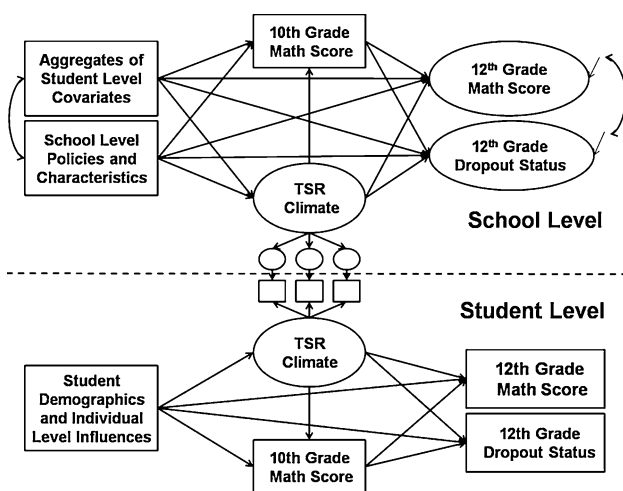 10th Grade
Math Score
Aggregates of
Student Level
Covariates
12th Grade
Math Score
School Level
Policies and
Characteristics
12th Grade
Dropout Status
TSR
Climate
School Level
Student Level
TSR
Climate
Student
Demographics
and Individual
Level Influences
12th Grade
Math Score
12th Grade
Dropout Status
10th Grade
Math Score